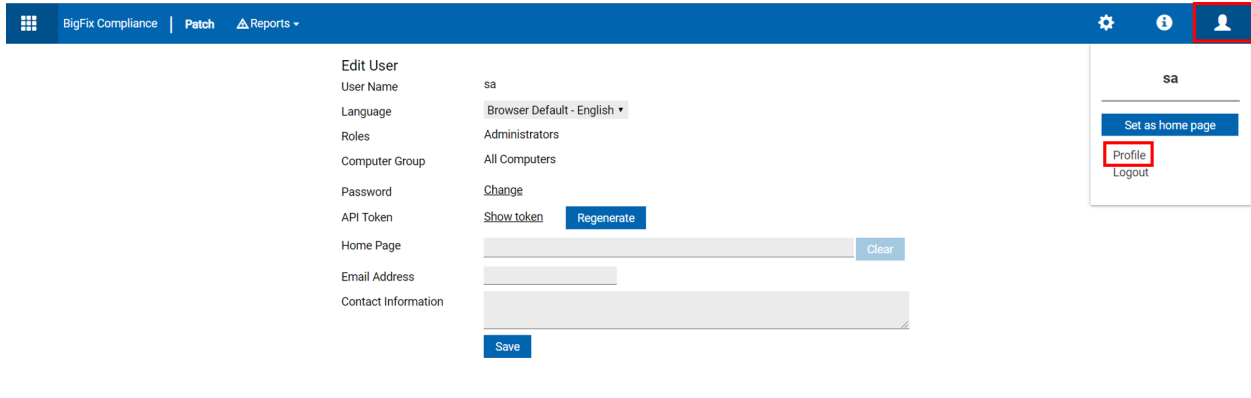 BigFix Compliance | Patch Reports
Edit User
User Name sa
Language Browser Default - English
Roles Administrators
Computer Group All Computers
Password Change
API Token Show token Regenerate
Home Page Clear
Email Address
Contact Information
Save
sa
Set as home page
Profile
Logout